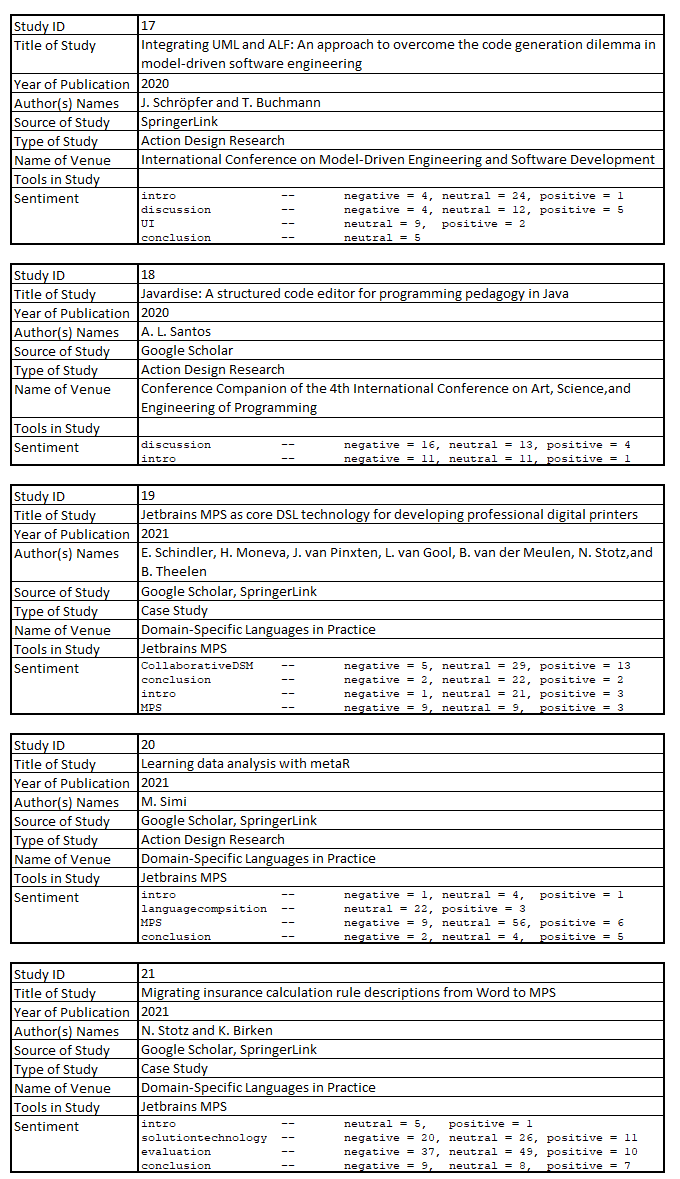 Study ID 17
Title of Study Integrating UML and ALF: An approach to overcome the code generation dilemma in
model-driven software engineering
Year of Publication 2020
Author(s) Names J. Schröpfer and T. Buchmann
Source of Study SpringerLink
Type of Study Action Design Research
Name of Venue International Conference on Model-Driven Engineering and Software Development
Tools in Study
Sentiment intro -- negative = 4, neutral = 24, positive = 1
discussion -- negative = 4, neutral = 12, positive = 5
UI -- neutral = 9, positive = 2
conclusion -- neutral = 5
Study ID 18
Title of Study Javardise: A structured code editor for programming pedagogy in Java
Year of Publication 2020
Author(s) Names A. L. Santos
Source of Study Google Scholar
Type of Study Action Design Research
Name of Venue Conference Companion of the 4th International Conference on Art, Science,and
Engineering of Programming
Tools in Study
Sentiment discussion -- negative = 16, neutral = 13, positive = 4
intro -- negative = 11, neutral = 11, positive = 1
Study ID 19
Title of Study Jetbrains MPS as core DSL technology for developing professional digital printers
Year of Publication 2021
Author(s) Names E. Schindler, H. Moneva, J. van Pinxten, L. van Gool, B. van der Meulen, N. Stotz,and
B. Theelen
Source of Study Google Scholar, SpringerLink
Type of Study Case Study
Name of Venue Domain-Specific Languages in Practice
Tools in Study Jetbrains MPS
Sentiment CollaborativeDSM -- negative = 5, neutral = 29, positive = 13
conclusion -- negative = 2, neutral = 22, positive = 2
intro -- negative = 1, neutral = 21, positive = 3
MPS -- negative = 9, neutral = 9, positive = 3
Study ID 20
Title of Study Learning data analysis with metaR
Year of Publication 2021
Author(s) Names M. Simi
Source of Study Google Scholar, SpringerLink
Type of Study Action Design Research
Name of Venue Domain-Specific Languages in Practice
Tools in Study Jetbrains MPS
Sentiment intro -- negative = 1, neutral = 4, positive = 1
languagecompsition -- neutral = 22, positive = 3
MPS -- negative = 9, neutral = 56, positive = 6
conclusion -- negative = 2, neutral = 4, positive = 5
Study ID 21
Title of Study Migrating insurance calculation rule descriptions from Word to MPS
Year of Publication 2021
Author(s) Names N. Stotz and K. Birken
Source of Study Google Scholar, SpringerLink
Type of Study Case Study
Name of Venue Domain-Specific Languages in Practice
Tools in Study Jetbrains MPS
Sentiment intro -- neutral = 5, positive = 1
solutiontechnology -- negative = 20, neutral = 26, positive = 11
evaluation -- negative = 37, neutral = 49, positive = 10
conclusion -- negative = 9, neutral = 8, positive = 7